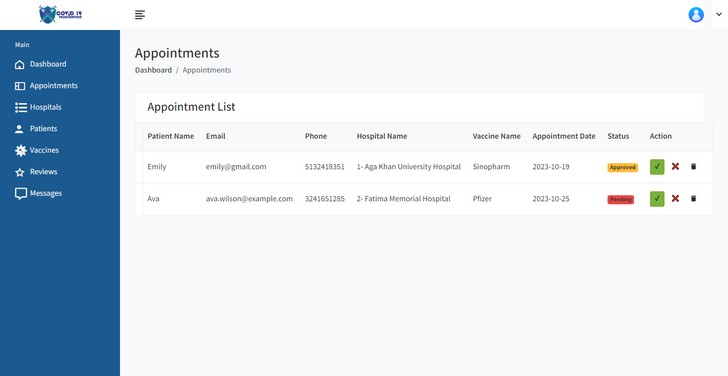 COVID 19
Main
Dashboard
Appointments
Hospitals
Patients
Vaccines
Reviews
Messages
Appointments
Dashboard / Appointments
Appointment List
Patient Name Email Phone Hospital Name Vaccine Name Appointment Date Status Action
Emily emily@gmail.com 5132418351 1- Aga Khan University Hospital Sinopharm 2023-10-19 Approved
Ava ava.wilson@example.com 3241651285 2- Fatima Memorial Hospital Pfizer 2023-10-25 Pending